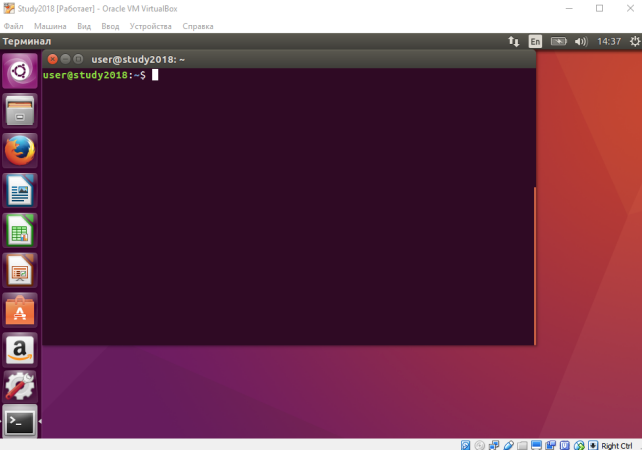 Study2018 [Работает] - Oracle VM VirtualBox
Файл Машина Вид Ввод Устройства Справка
Терминал En 14:37
user@study2018: ~
user@study2018:~$
Right Ctrl